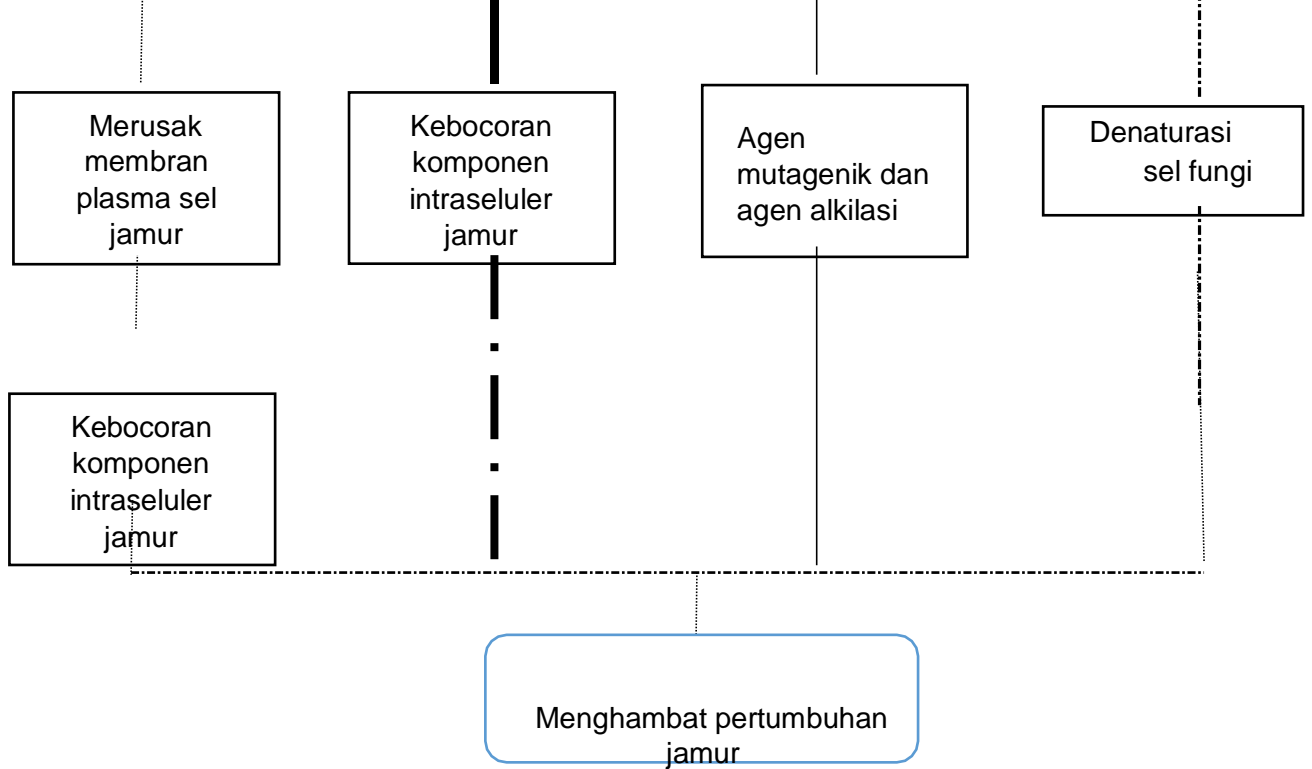 Merusak
membran
plasma sel
jamur
Kebocoran
komponen
intraseluler
jamur
Agen
mutagenik dan
agen alkilasi
Denaturasi
sel fungi
Kebocoran
komponen
intraseluler
jamur
Menghambat pertumbuhan
jamur